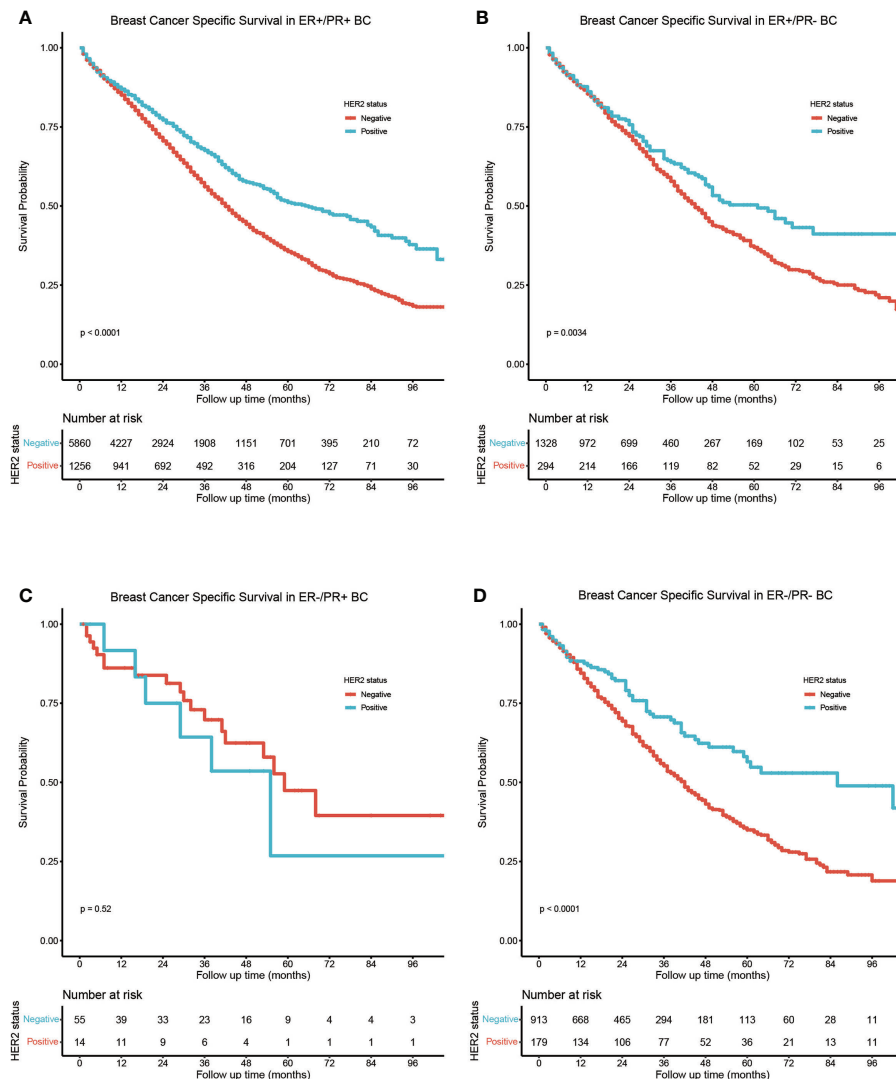 A
Breast Cancer Specific Survival in ER+/PR+ BC
1.00
0.75
0.50
0.25
0.00
Survival Probability
HER2 status
Negative
Positive
p < 0.0001
0 12 24 36 48 60 72 84 96
Follow up time (months)
Number at risk
HER2 status
Negative 5860 4227 2924 1908 1151 701 395 210 72
Positive 1256 941 692 492 316 204 127 71 30
0 12 24 36 48 60 72 84 96
Follow up time (months)
B
Breast Cancer Specific Survival in ER+/PR- BC
1.00
0.75
0.50
0.25
0.00
Survival Probability
HER2 status
Negative
Positive
p = 0.0034
0 12 24 36 48 60 72 84 96
Follow up time (months)
Number at risk
HER2 status
Negative 1328 972 699 460 267 169 102 53 25
Positive 294 214 166 119 82 52 29 15 6
0 12 24 36 48 60 72 84 96
Follow up time (months)
C
Breast Cancer Specific Survival in ER-/PR+ BC
1.00
0.75
0.50
0.25
0.00
Survival Probability
HER2 status
Negative
Positive
p = 0.52
0 12 24 36 48 60 72 84 96
Follow up time (months)
Number at risk
HER2 status
Negative 55 39 33 23 16 9 4 4 3
Positive 14 11 9 6 4 1 1 1 1
0 12 24 36 48 60 72 84 96
Follow up time (months)
D
Breast Cancer Specific Survival in ER-/PR- BC
1.00
0.75
0.50
0.25
0.00
Survival Probability
HER2 status
Negative
Positive
p < 0.0001
0 12 24 36 48 60 72 84 96
Follow up time (months)
Number at risk
HER2 status
Negative 913 668 465 294 181 113 60 28 11
Positive 179 134 106 77 52 36 21 13 11
0 12 24 36 48 60 72 84 96
Follow up time (months)